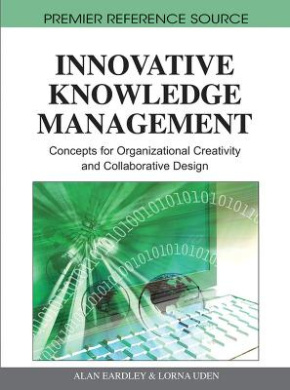 PREMIER REFERENCE SOURCE
INNOVATIVE
KNOWLEDGE
MANAGEMENT
Concepts for Organizational Creativity
and Collaborative Design
ALAN EARDLEY & LORNA UDEN